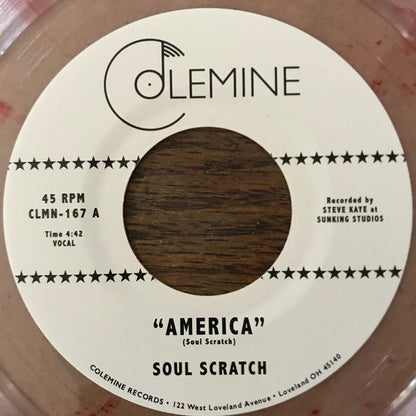 COLEMINE
45 RPM
CLMN-167 A
Time 4:42
VOCAL
Recorded by
STEVE KAYE at
SUNKING STUDIOS
"AMERICA"
(Soul Scratch)
SOUL SCRATCH
COLEMINE RECORDS • 122 West Loveland Avenue • Loveland OH 45140